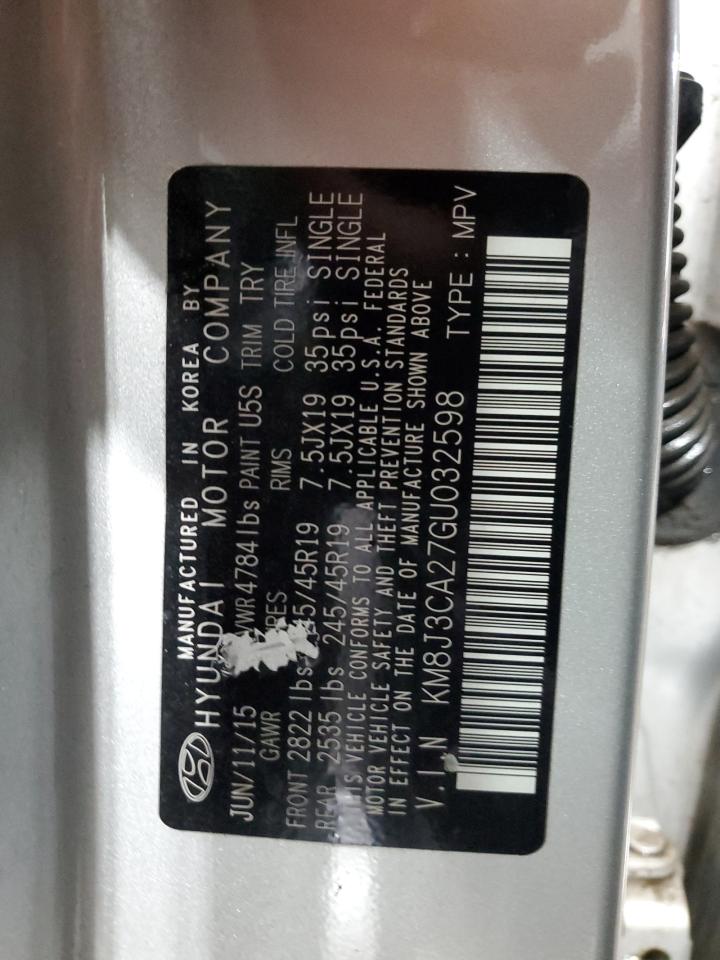 MANUFACTURED IN KOREA BY
HYUNDAI MOTOR COMPANY
JUN/11/15 4784lbs PAINT U5S TRIM TRY
GAWR RMS COLD TIRE INFL
FRONT 2822 lbs 245/45R19 7.5JX19 35psi SINGLE
REAR 2535 lbs 245/45R19 7.5JX19 35psi SINGLE
THIS VEHICLE CONFORMS TO ALL APPLICABLE U.S.A. FEDERAL
MOTOR VEHICLE SAFETY AND THEFT PREVENTION STANDARDS
IN EFFECT ON THE DATE OF MANUFACTURE SHOWN ABOVE
V.I.N KM8J3CA27GU032598 TYPE : MPV